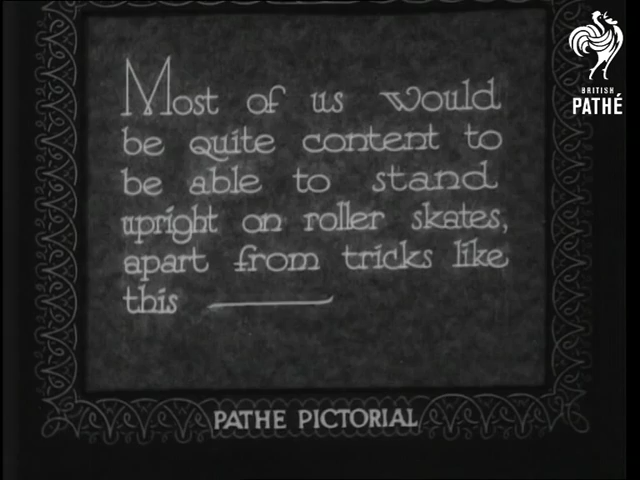 Most of us would
be quite content to
be able to stand
upright on roller skates,
apart from tricks like
this ———
PATHE PICTORIAL
BRITISH
PATHÉ